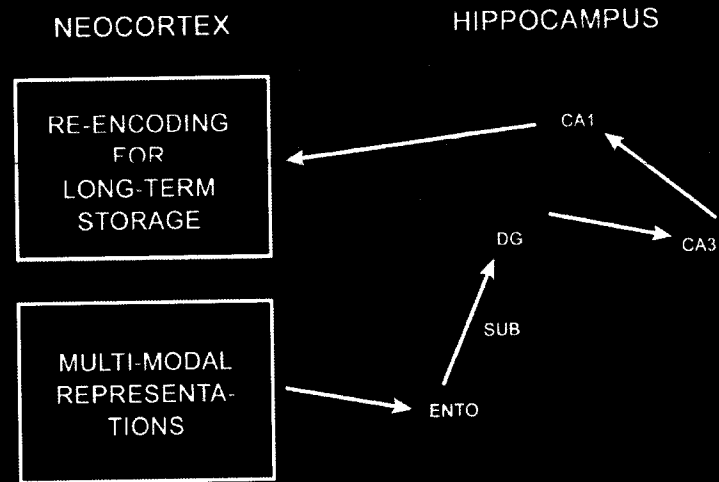 NEOCORTEX
HIPPOCAMPUS
RE-ENCODING
FOR
LONG-TERM
STORAGE
CA1
DG
CA3
SUB
MULTI-MODAL
REPRESENTA-
TIONS
ENTO